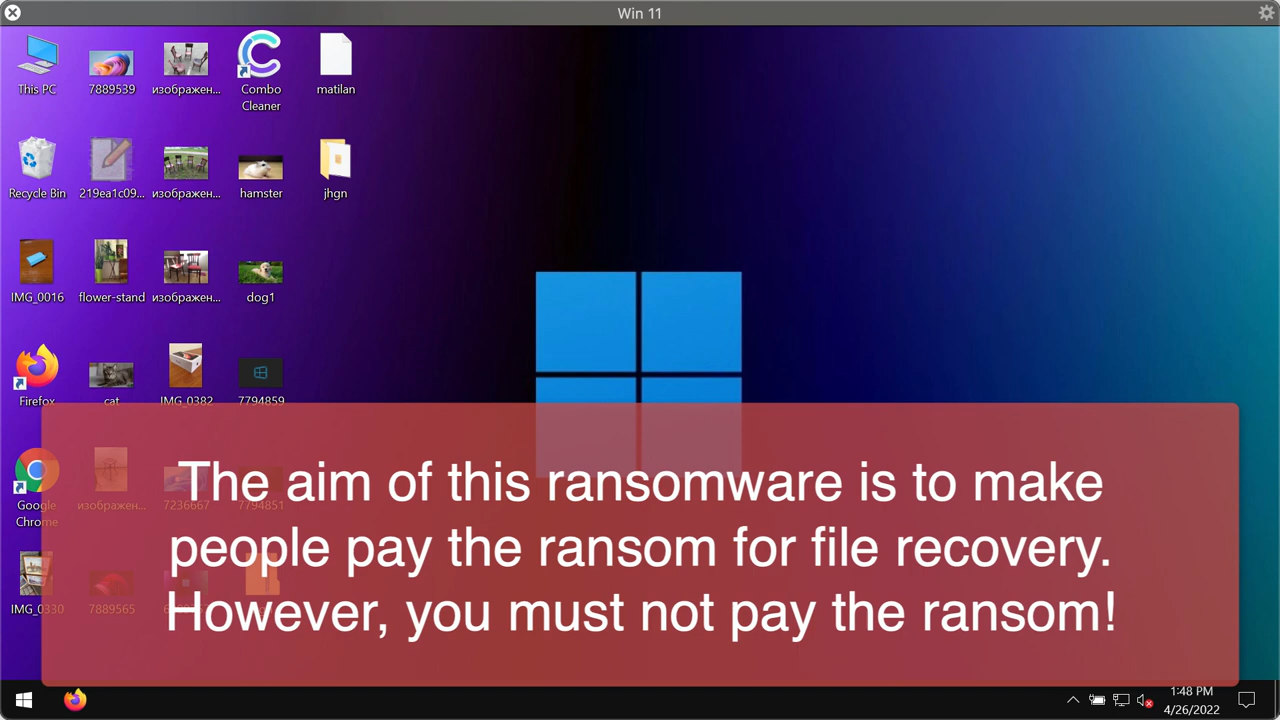 Win 11
This PC
7889539
изображен...
Combo
Cleaner
matilan
Recycle Bin
219ea1c09...
изображен...
hamster
jhgn
IMG_0016
flower-stand
изображен...
dog1
Firefox
cat
IMG_0382
7794859
Google
Chrome
изображен...
7236667
7794851
IMG_0330
7889565
The aim of this ransomware is to make
people pay the ransom for file recovery.
However, you must not pay the ransom!
1:48 PM
4/26/2022